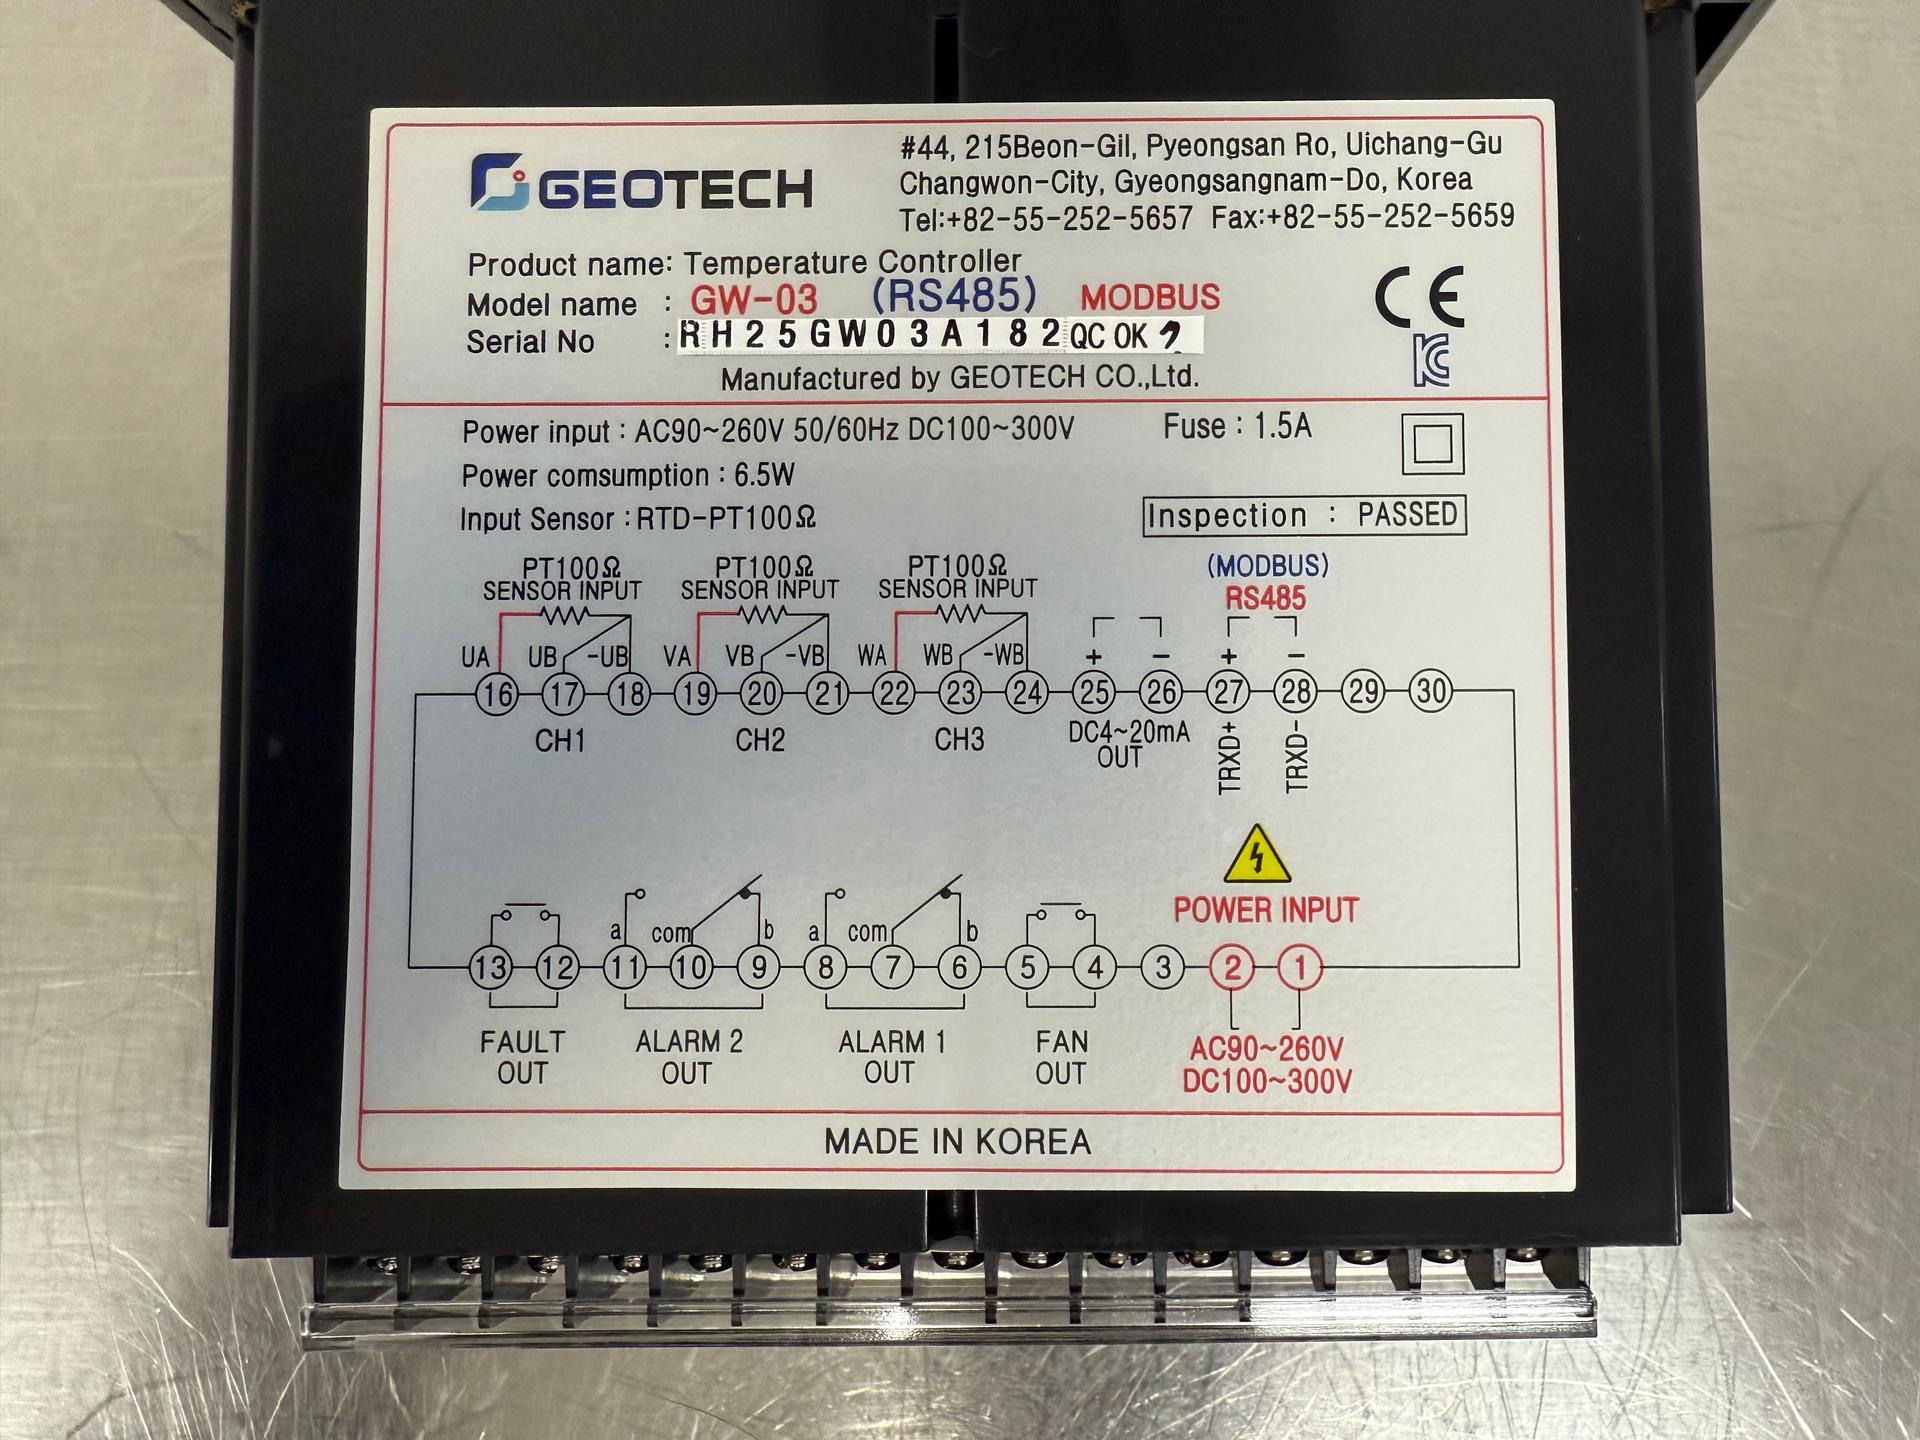 GEOTECH
#44, 215Beon-Gil, Pyeongsan Ro, Uichang-Gu
Changwon-City, Gyeongsangnam-Do, Korea
Tel:+82-55-252-5657 Fax:+82-55-252-5659
Product name: Temperature Controller
Model name : GW-03 (RS485) MODBUS
Serial No : RH25GW03A182 QC OK
CE
KC
Manufactured by GEOTECH CO.,Ltd.
Power input : AC90~260V 50/60Hz DC100~300V Fuse : 1.5A
Power comsumption : 6.5W
Input Sensor : RTD-PT100Ω
Inspection : PASSED
PT100Ω PT100Ω PT100Ω (MODBUS)
SENSOR INPUT SENSOR INPUT SENSOR INPUT RS485
UA UB -UB VA VB -VB WA WB -WB + − + −
16 17 18 19 20 21 22 23 24 25 26 27 28 29 30
CH1 CH2 CH3 DC4~20mA TRXD+ TRXD-
OUT
POWER INPUT
a com b a com b
13 12 11 10 9 8 7 6 5 4 3 2 1
FAULT ALARM 2 ALARM 1 FAN AC90~260V
OUT OUT OUT OUT DC100~300V
MADE IN KOREA